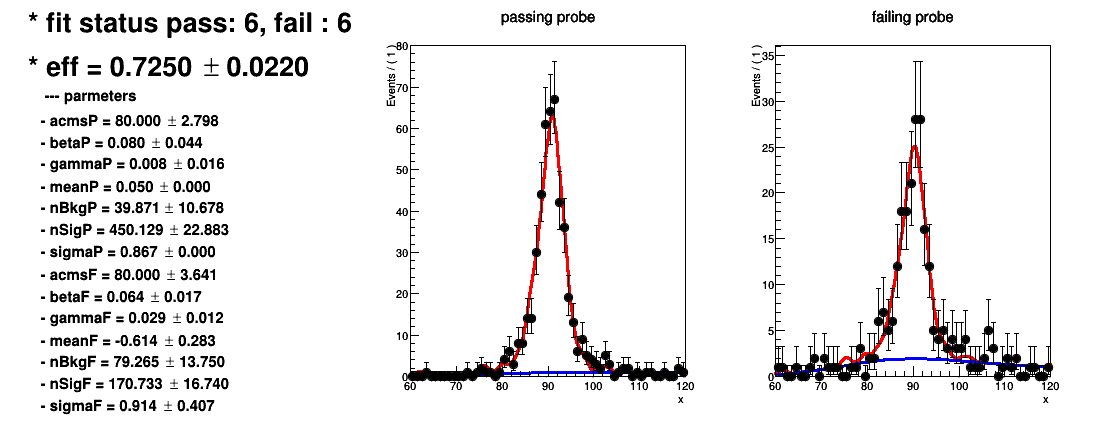 * fit status pass: 6, fail : 6
* eff = 0.7250 ± 0.0220
--- parmeters
- acmsP = 80.000 ± 2.798
- betaP = 0.080 ± 0.044
- gammaP = 0.008 ± 0.016
- meanP = 0.050 ± 0.000
- nBkgP = 39.871 ± 10.678
- nSigP = 450.129 ± 22.883
- sigmaP = 0.867 ± 0.000
- acmsF = 80.000 ± 3.641
- betaF = 0.064 ± 0.017
- gammaF = 0.029 ± 0.012
- meanF = -0.614 ± 0.283
- nBkgF = 79.265 ± 13.750
- nSigF = 170.733 ± 16.740
- sigmaF = 0.914 ± 0.407
passing probe
Events / ( 1 )
80
70
60
50
40
30
20
10
0
60 70 80 90 100 110 120
x
failing probe
Events / ( 1 )
35
30
25
20
15
10
5
0
60 70 80 90 100 110 120
x